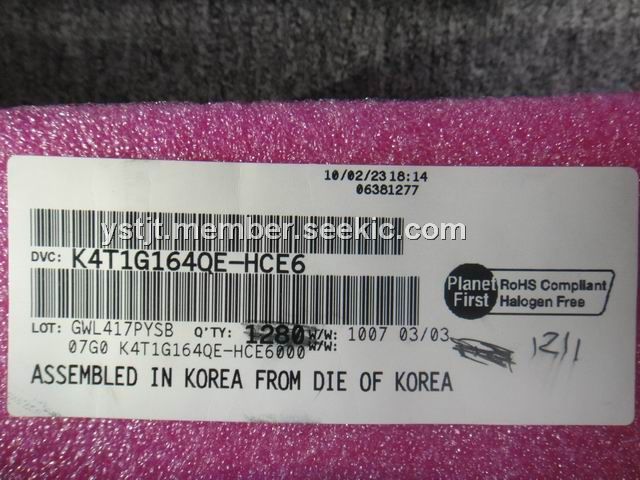 10/02/23 18:14
06381277
ystjt.member.seekic.com
DVC: K4T1G164QE-HCE6
Planet First
RoHS Compliant
Halogen Free
LOT: GWL417PYSB Q'TY: 1280 W/W: 1007 03/03
07G0 K4T1G164QE-HCE6000 W/W:
1211
ASSEMBLED IN KOREA FROM DIE OF KOREA